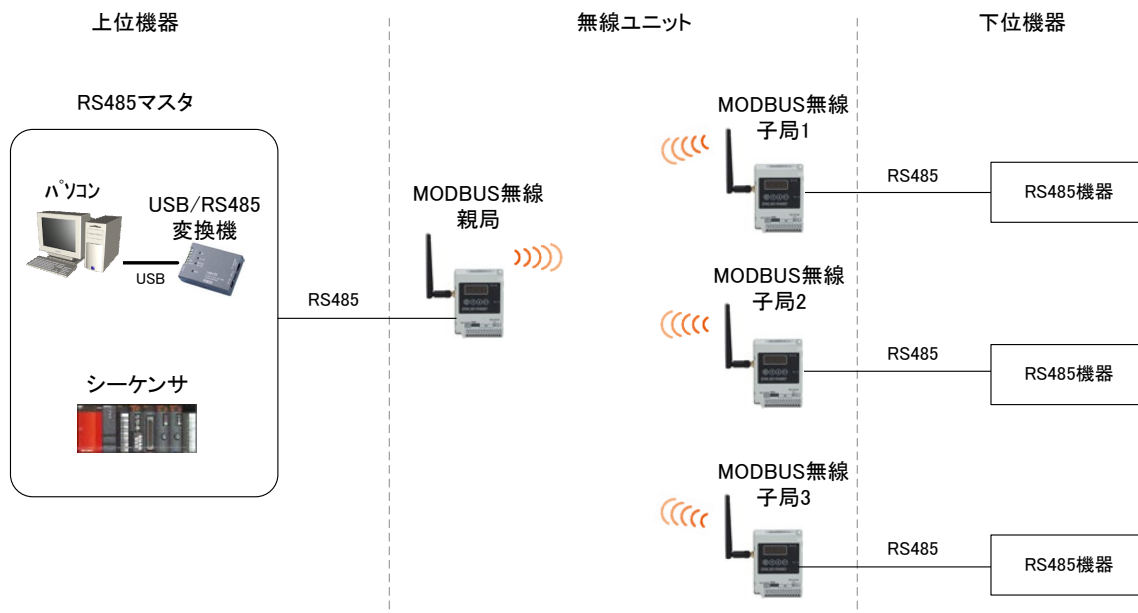 上位機器
無線ユニット
下位機器
RS485マスタ
パソコン
USB/RS485
変換機
USB
シーケンサ
RS485
MODBUS無線
親局
MODBUS無線
子局1
RS485
RS485機器
MODBUS無線
子局2
RS485
RS485機器
MODBUS無線
子局3
RS485
RS485機器